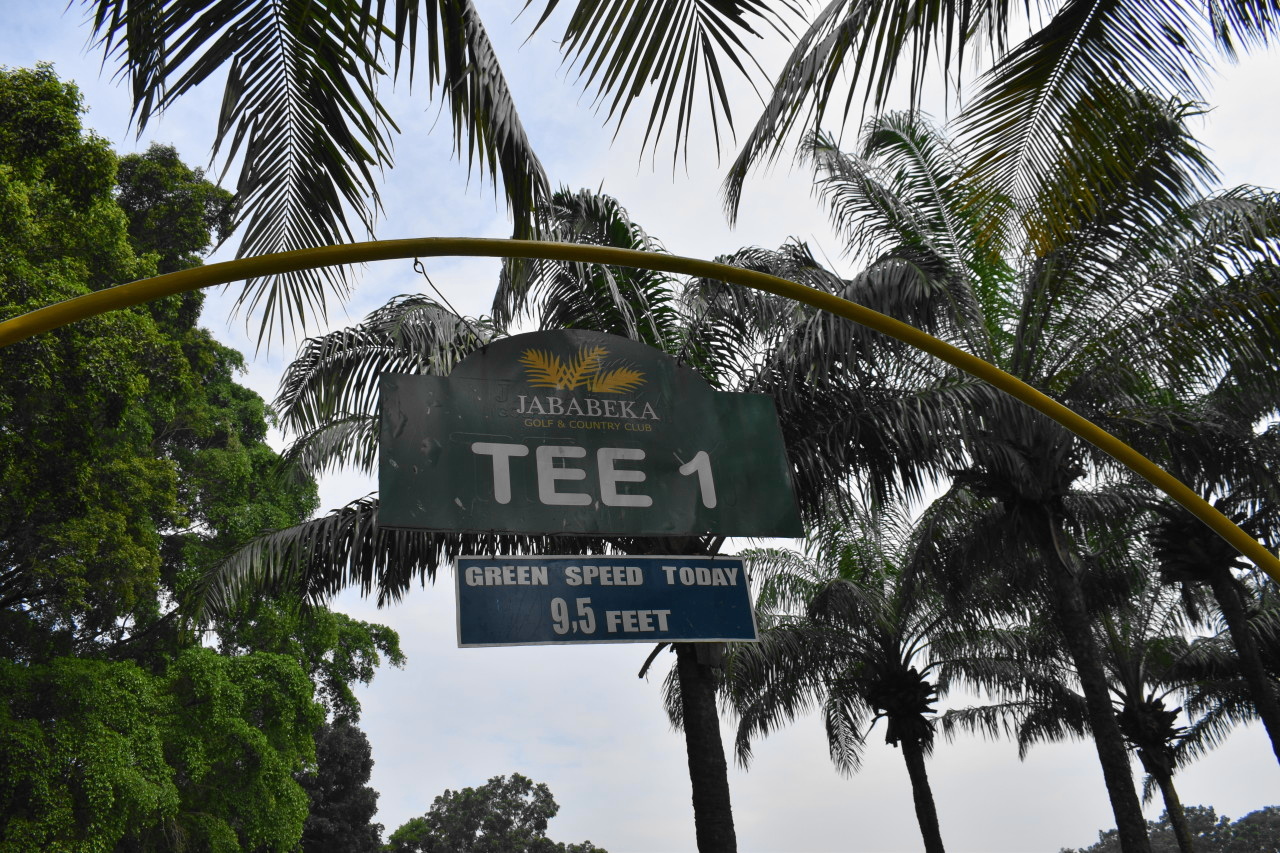 JABABEKA
GOLF & COUNTRY CLUB
TEE 1
GREEN SPEED TODAY
9,5 FEET